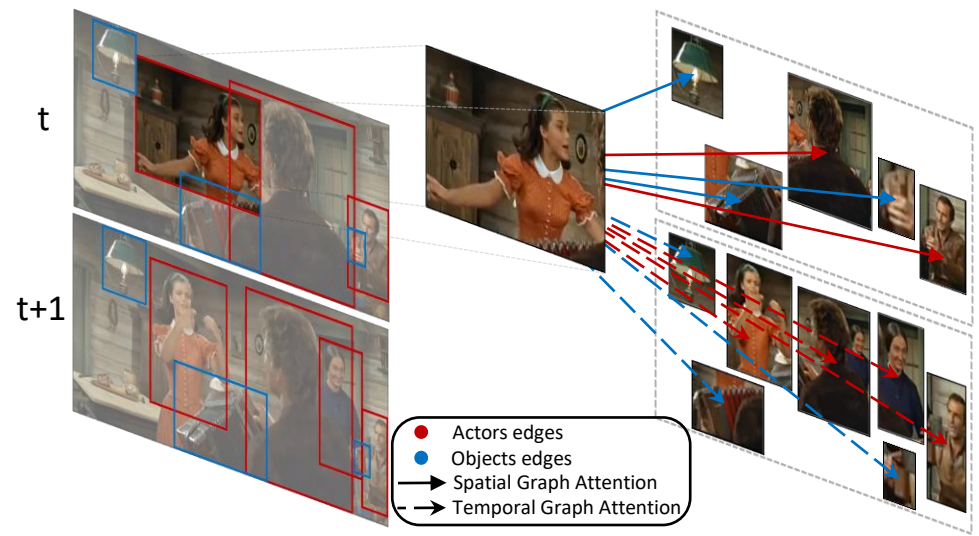 t
t+1
Actors edges
Objects edges
Spatial Graph Attention
Temporal Graph Attention